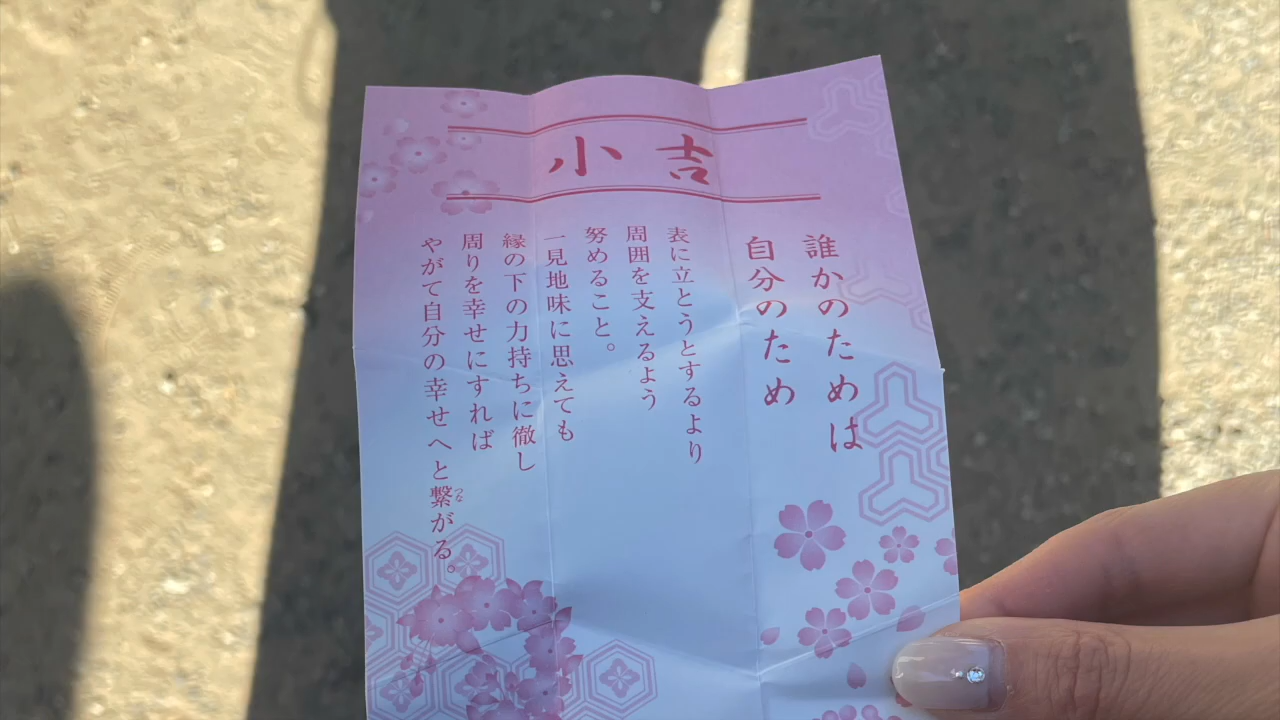 小吉
誰かのためは
自分のため
表に立とうとするより
周囲を支えるよう
努めること。
一見地味に思えても
縁の下の力持ちに徹し
周りを幸せにすれば
やがて自分の幸せへと繋がる。
つな